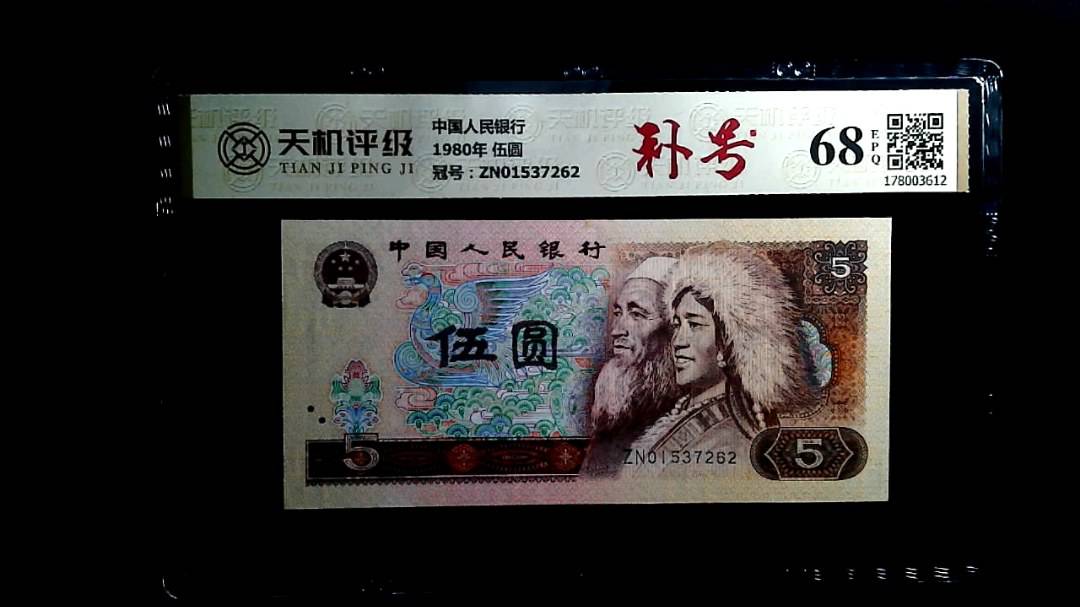 天机评级
TIAN JI PING JI
中国人民银行
1980年 伍圆
冠号：ZN01537262
补号
68
EPQ
178003612
中国人民银行
5
伍圆
5
ZN01537262
5